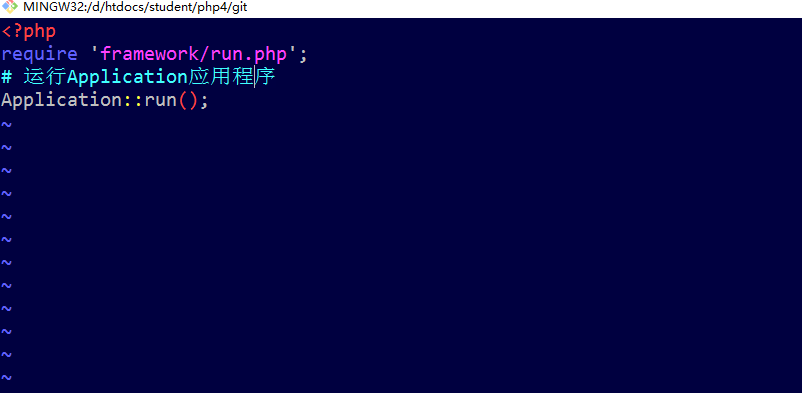 MINGW32:/d/htdocs/student/php4/git
<?php
require 'framework/run.php';
# 运行Application应用程序
Application::run();
~
~
~
~
~
~
~
~
~
~
~
~